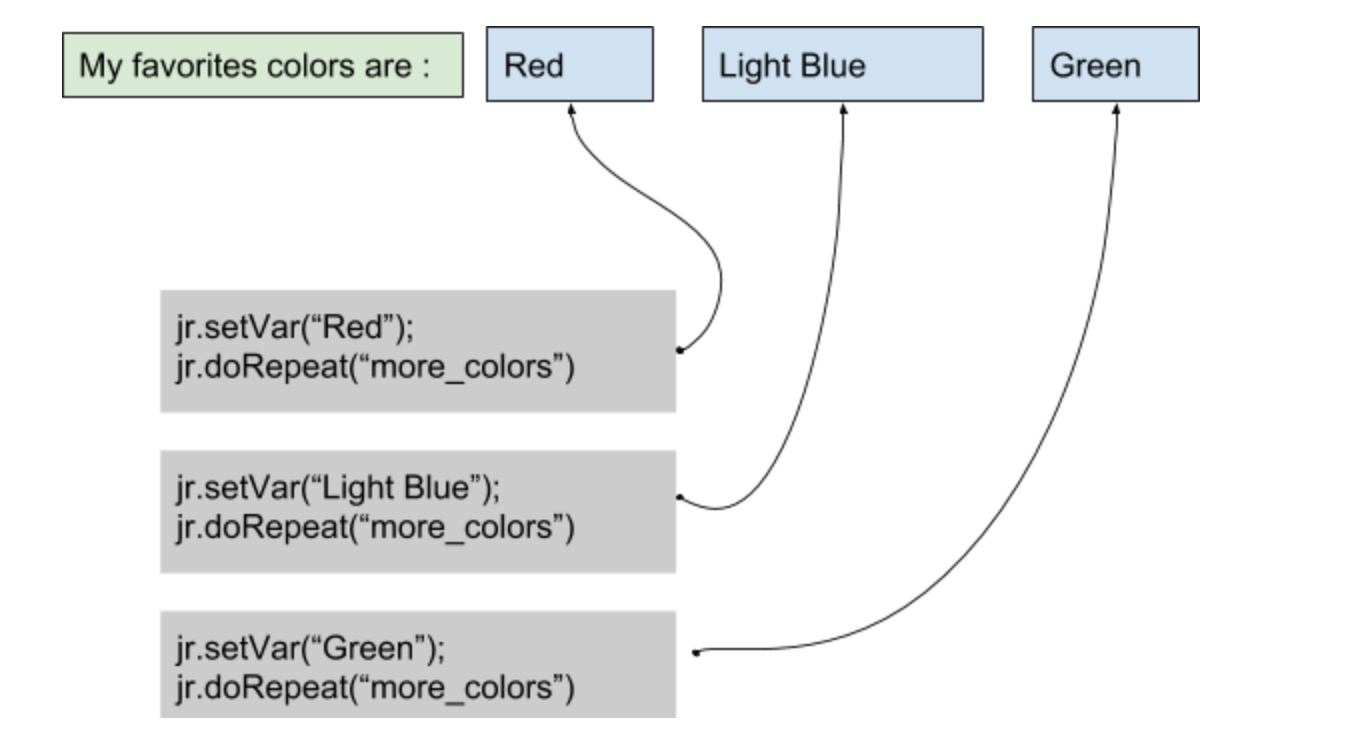 My favorites colors are :
Red
Light Blue
Green
jr.setVar(“Red”);
jr.doRepeat(“more_colors”)
jr.setVar(“Light Blue”);
jr.doRepeat(“more_colors”)
jr.setVar(“Green”);
jr.doRepeat(“more_colors”)